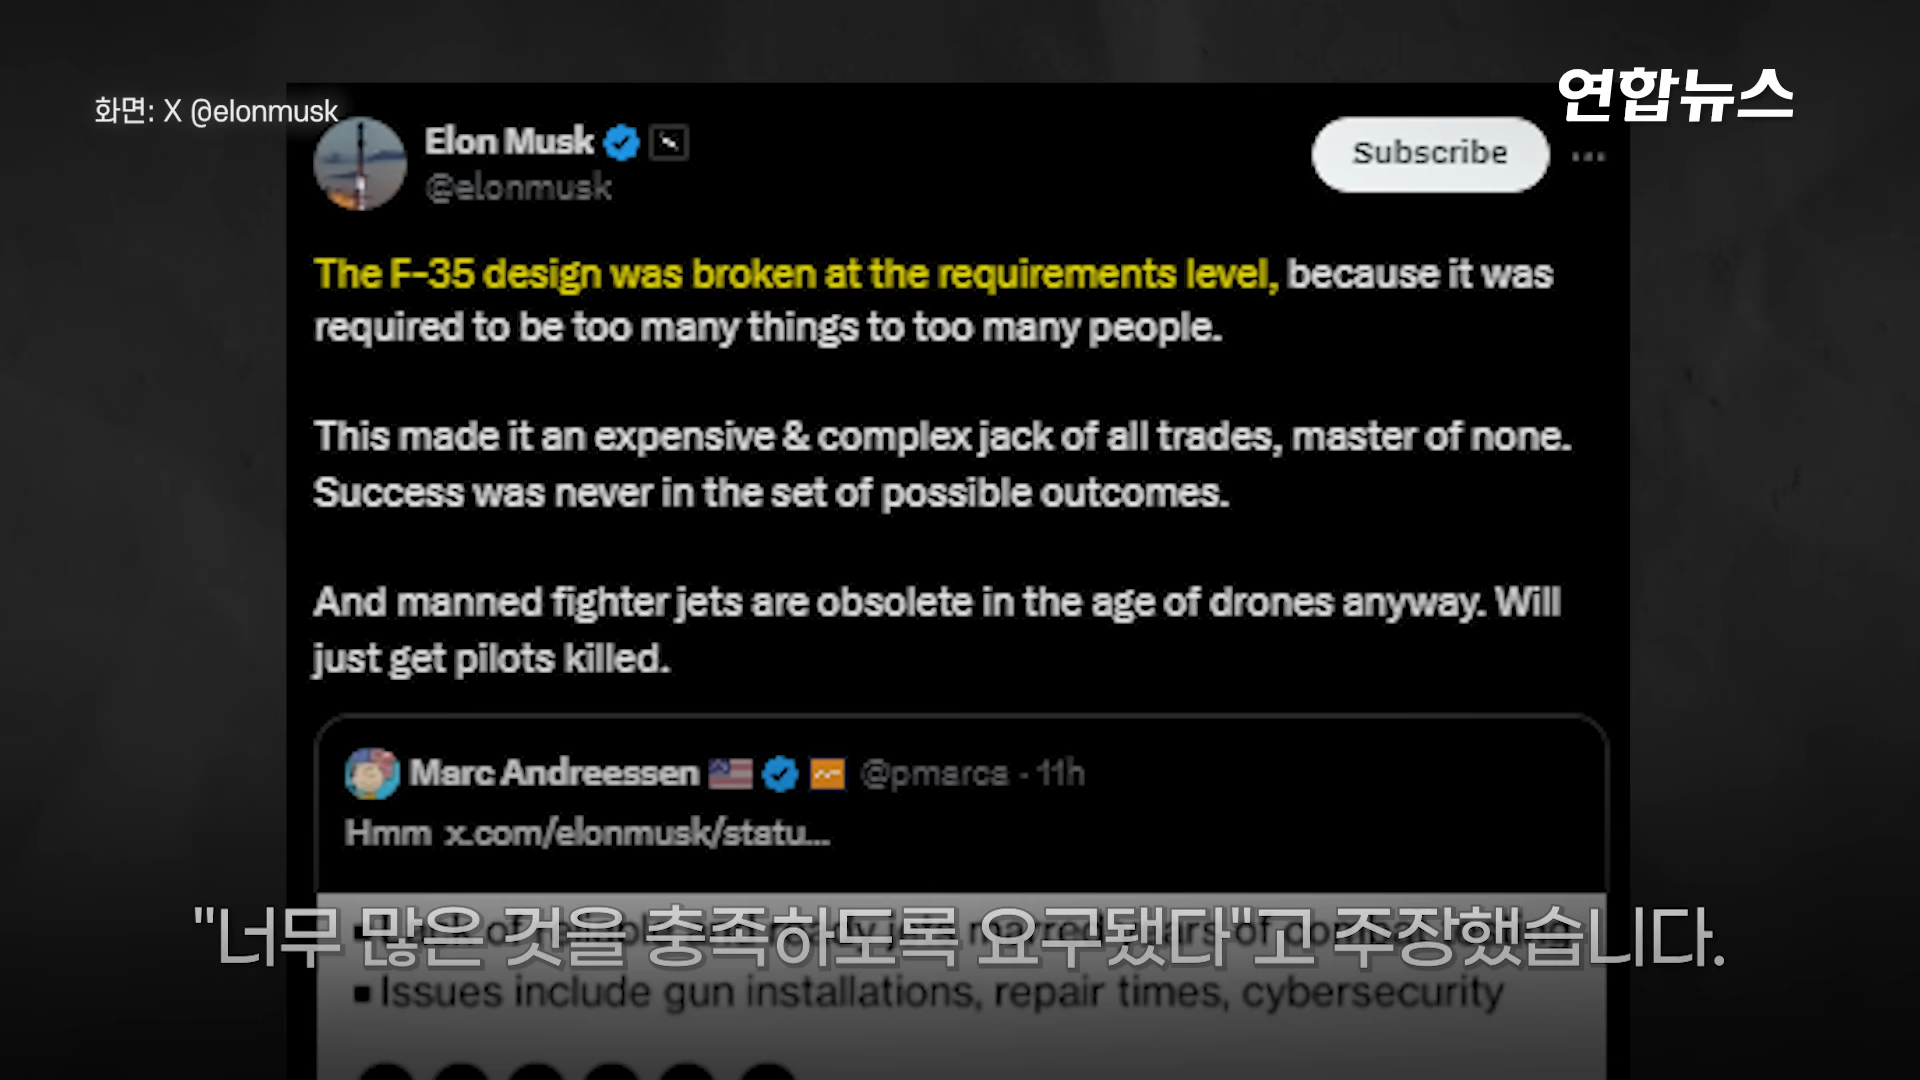 화면: X @elonmusk
연합뉴스
Elon Musk
@elonmusk
Subscribe
The F-35 design was broken at the requirements level, because it was
required to be too many things to too many people.
This made it an expensive & complex jack of all trades, master of none.
Success was never in the set of possible outcomes.
And manned fighter jets are obsolete in the age of drones anyway. Will
just get pilots killed.
Marc Andreessen @pmarca · 11h
Hmm x.com/elonmusk/statu...
"너무 많은 것을 충족하도록 요구됐다"고 주장했습니다.
▪ Issues include gun installations, repair times, cybersecurity